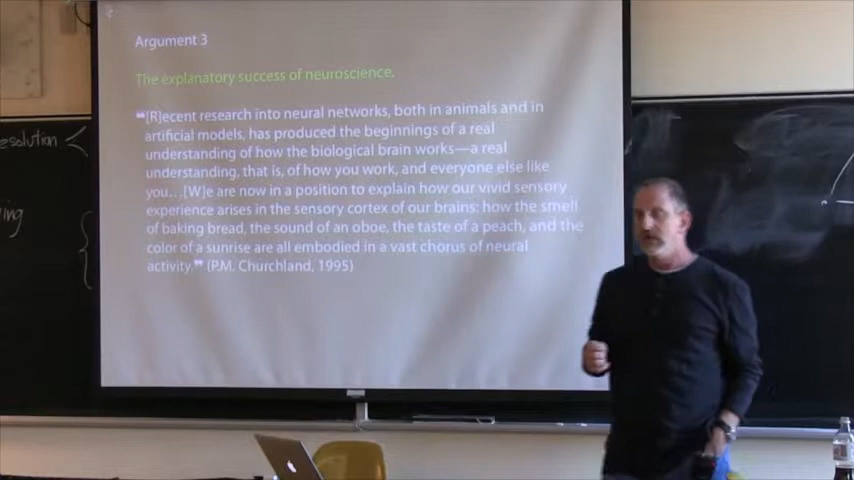 Argument 3
The explanatory success of neuroscience.
❝[R]ecent research into neural networks, both in animals and in
artificial models, has produced the beginnings of a real
understanding of how the biological brain works—a real
understanding, that is, of how you work, and everyone else like
you…[W]e are now in a position to explain how our vivid sensory
experience arises in the sensory cortex of our brains: how the smell
of baking bread, the sound of an oboe, the taste of a peach, and the
color of a sunrise are all embodied in a vast chorus of neural
activity.❞ (P.M. Churchland, 1995)
esolution
ing